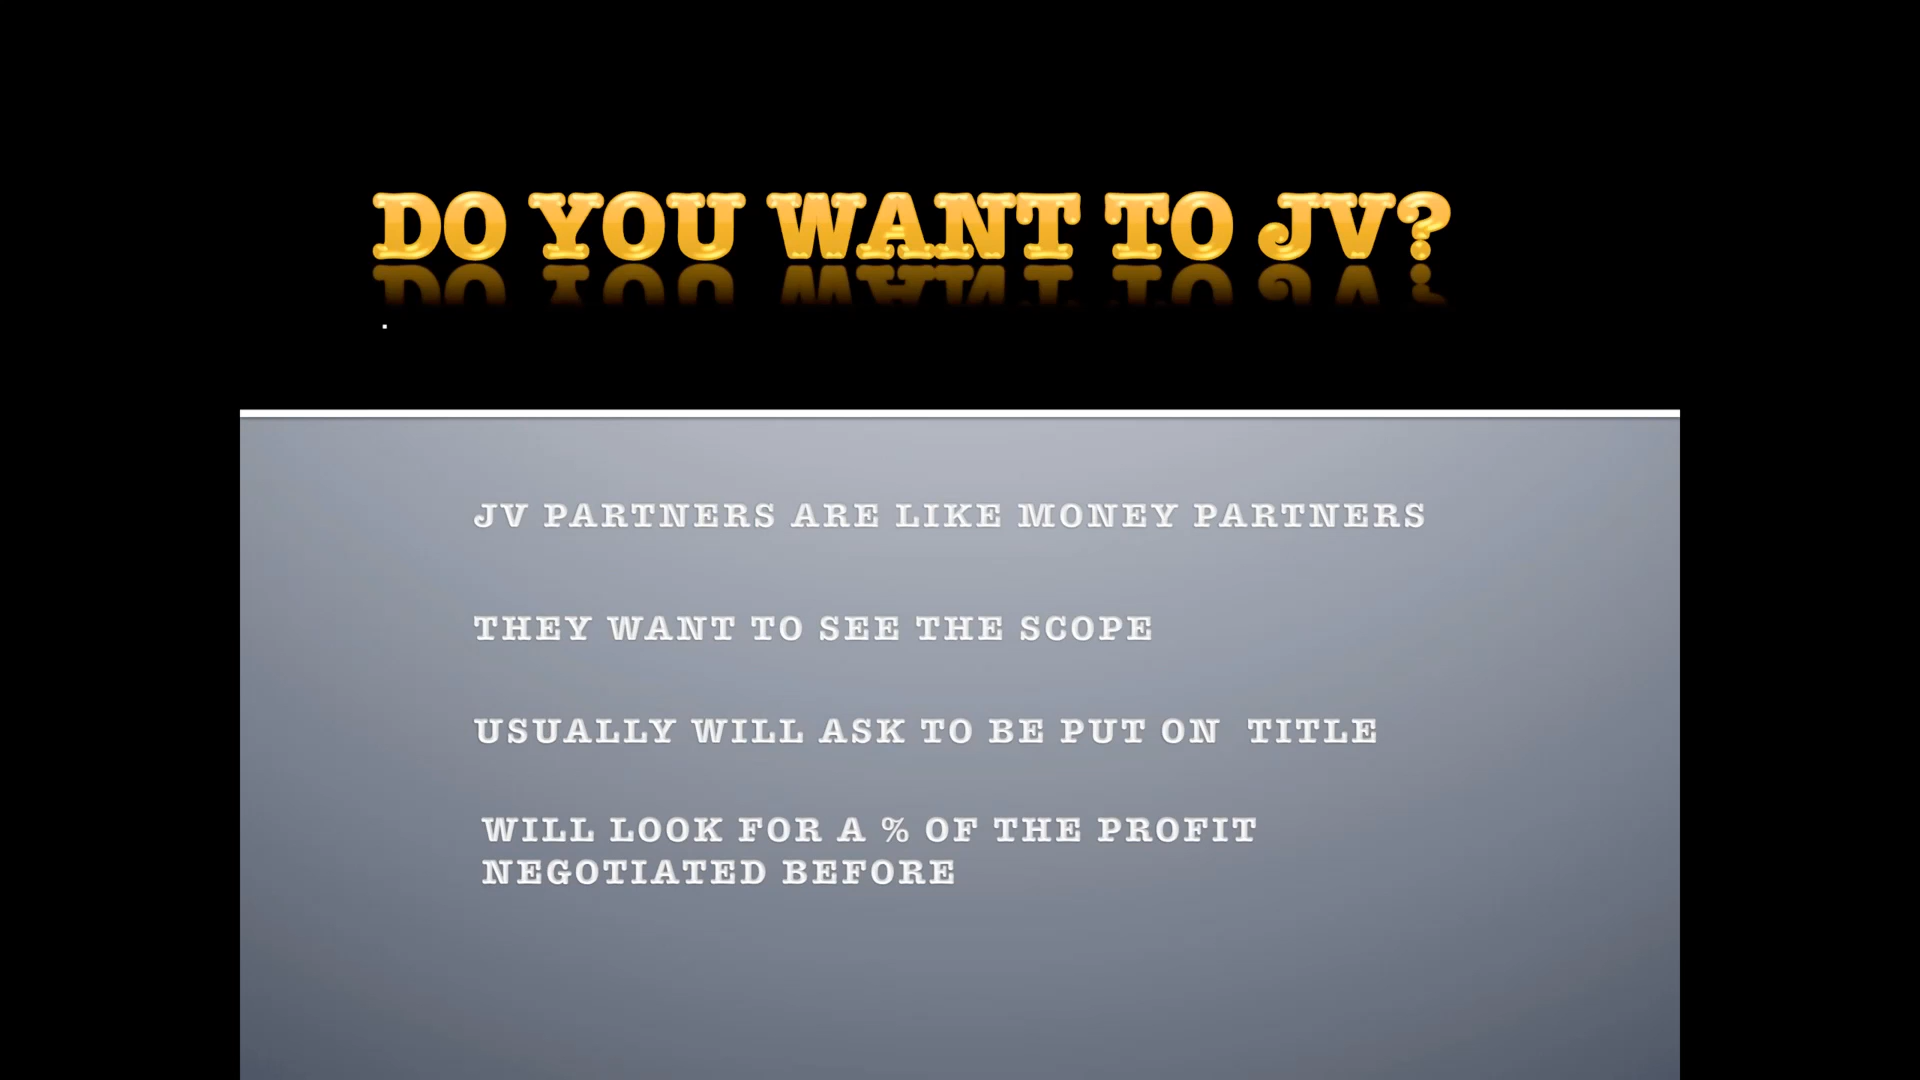 DO YOU WANT TO JV?
JV PARTNERS ARE LIKE MONEY PARTNERS
THEY WANT TO SEE THE SCOPE
USUALLY WILL ASK TO BE PUT ON TITLE
WILL LOOK FOR A % OF THE PROFIT
NEGOTIATED BEFORE